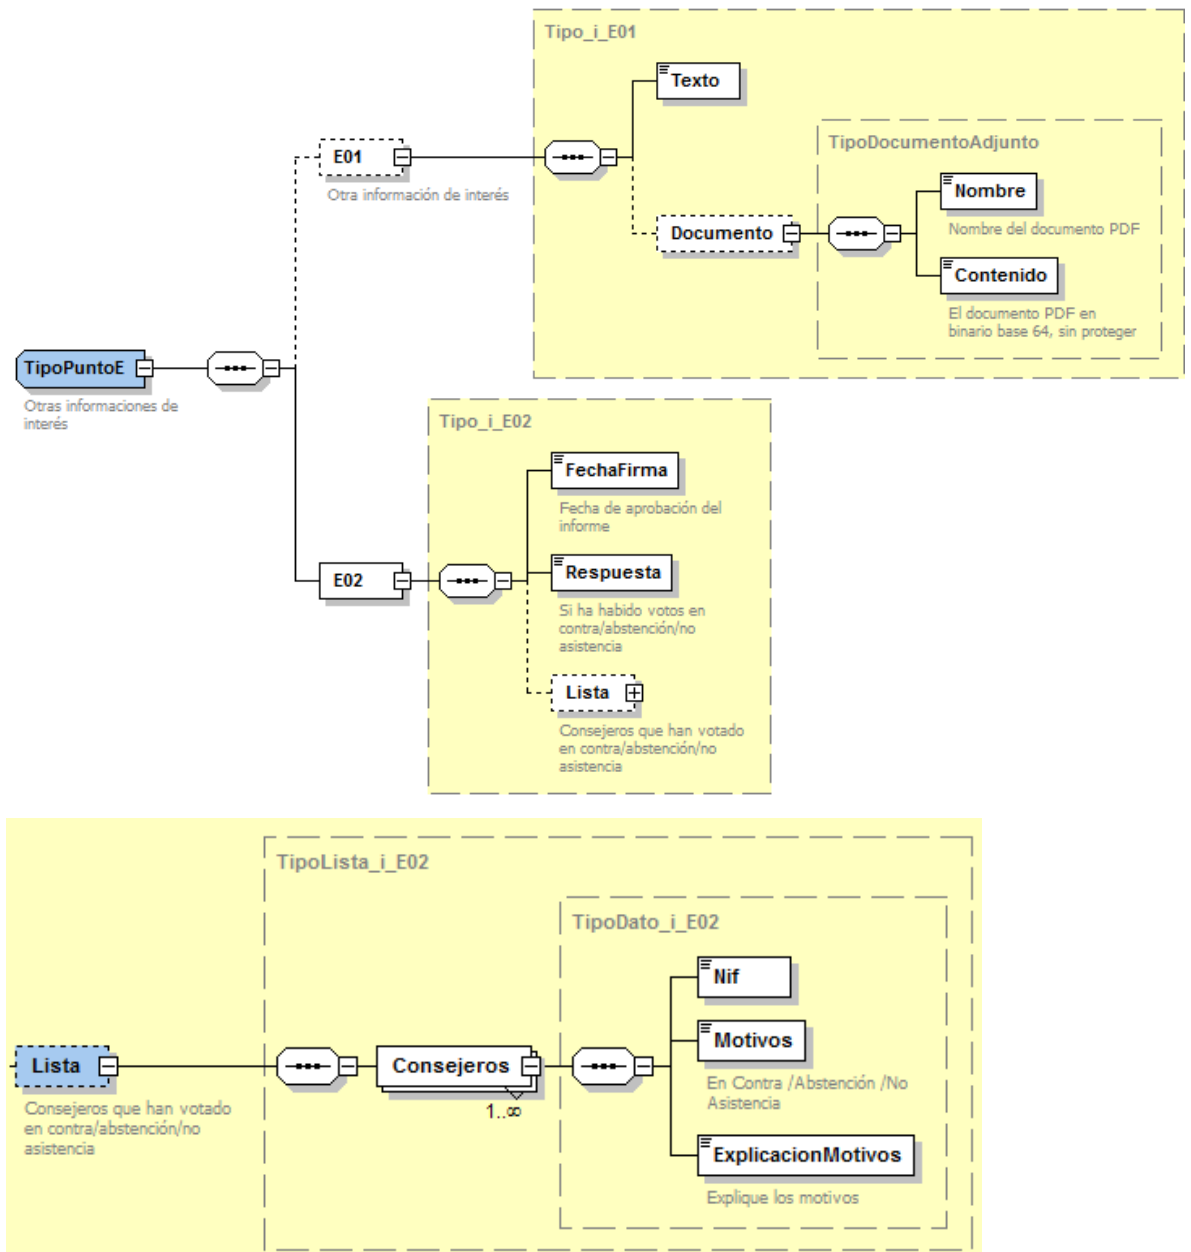 Tipo_i_E01
Texto
TipoDocumentoAdjunto
E01
Otra información de interés
Nombre
Nombre del documento PDF
Documento
Contenido
El documento PDF en
binario base 64, sin proteger
TipoPuntoE
Otras informaciones de
interés
Tipo_i_E02
FechaFirma
Fecha de aprobación del
informe
E02
Respuesta
Si ha habido votos en
contra/abstención/no
asistencia
Lista
Consejeros que han votado
en contra/abstención/no
asistencia
TipoLista_i_E02
TipoDato_i_E02
Nif
Lista
Consejeros que han votado
en contra/abstención/no
asistencia
Consejeros
1..∞
Motivos
En Contra /Abstención /No
Asistencia
ExplicacionMotivos
Explique los motivos